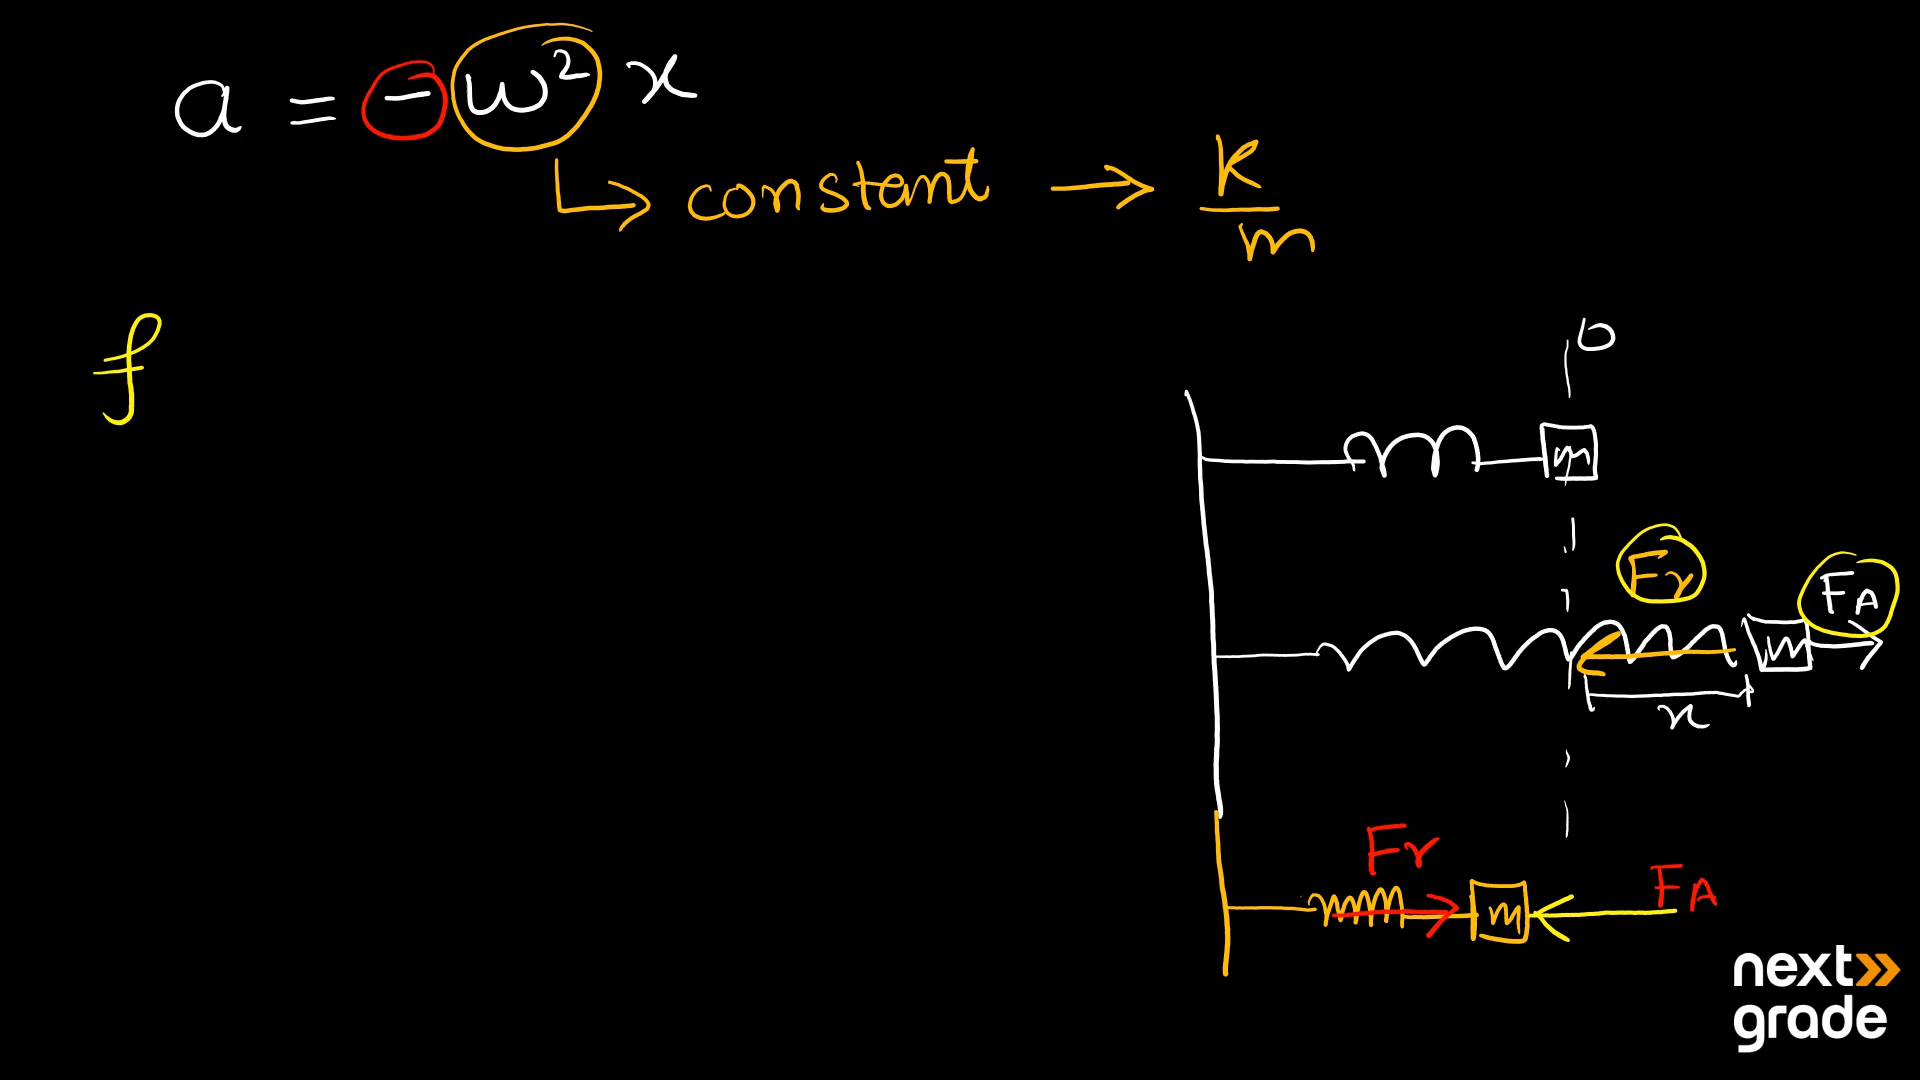 a = -ω² x
constant → K/m
f
O
m
Fr
FA
m
x
Fr
FA
m
next
grade